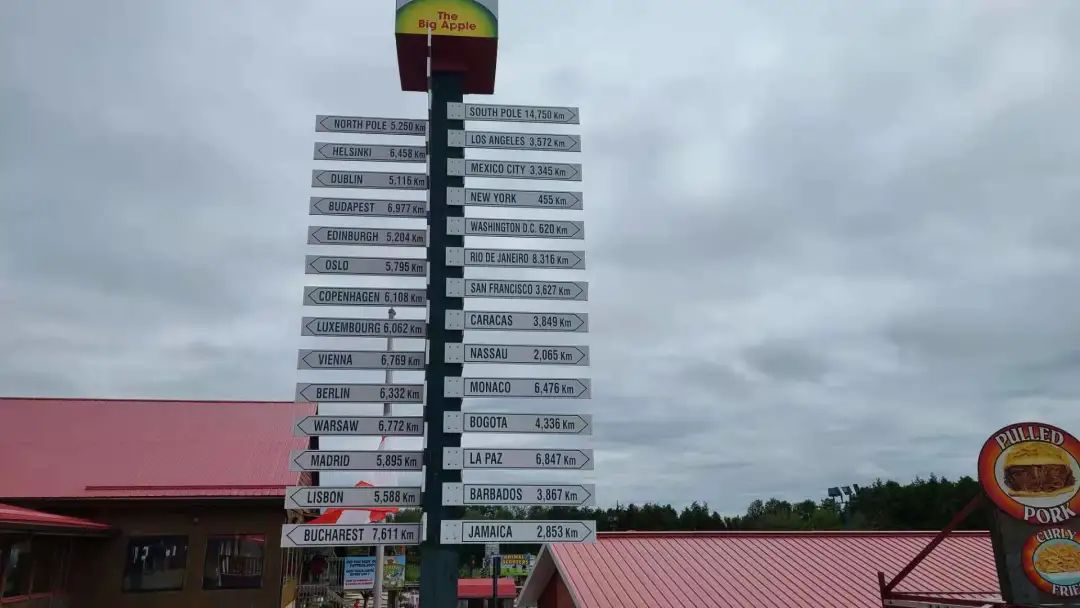 The
Big Apple
NORTH POLE 5.250 Km
HELSINKI 6,458 Km
DUBLIN 5,116 Km
BUDAPEST 6,977 Km
EDINBURGH 5,204 Km
OSLO 5,795 Km
COPENHAGEN 6,108 Km
LUXEMBOURG 6,062 Km
VIENNA 6,769 Km
BERLIN 6,332 Km
WARSAW 6,772 Km
MADRID 5,895 Km
LISBON 5,588 Km
BUCHAREST 7,611 Km
SOUTH POLE 14,750 Km
LOS ANGELES 3,572 Km
MEXICO CITY 3,345 Km
NEW YORK 455 Km
WASHINGTON D.C. 620 Km
RIO DE JANEIRO 8.316 Km
SAN FRANCISCO 3,627 Km
CARACAS 3,849 Km
NASSAU 2,065 Km
MONACO 6,476 Km
BOGOTA 4,336 Km
LA PAZ 6,847 Km
BARBADOS 3,867 Km
JAMAICA 2,853 Km
PULLED
PORK
CURLY
FRIE
ANIMAL
SCOOTERS